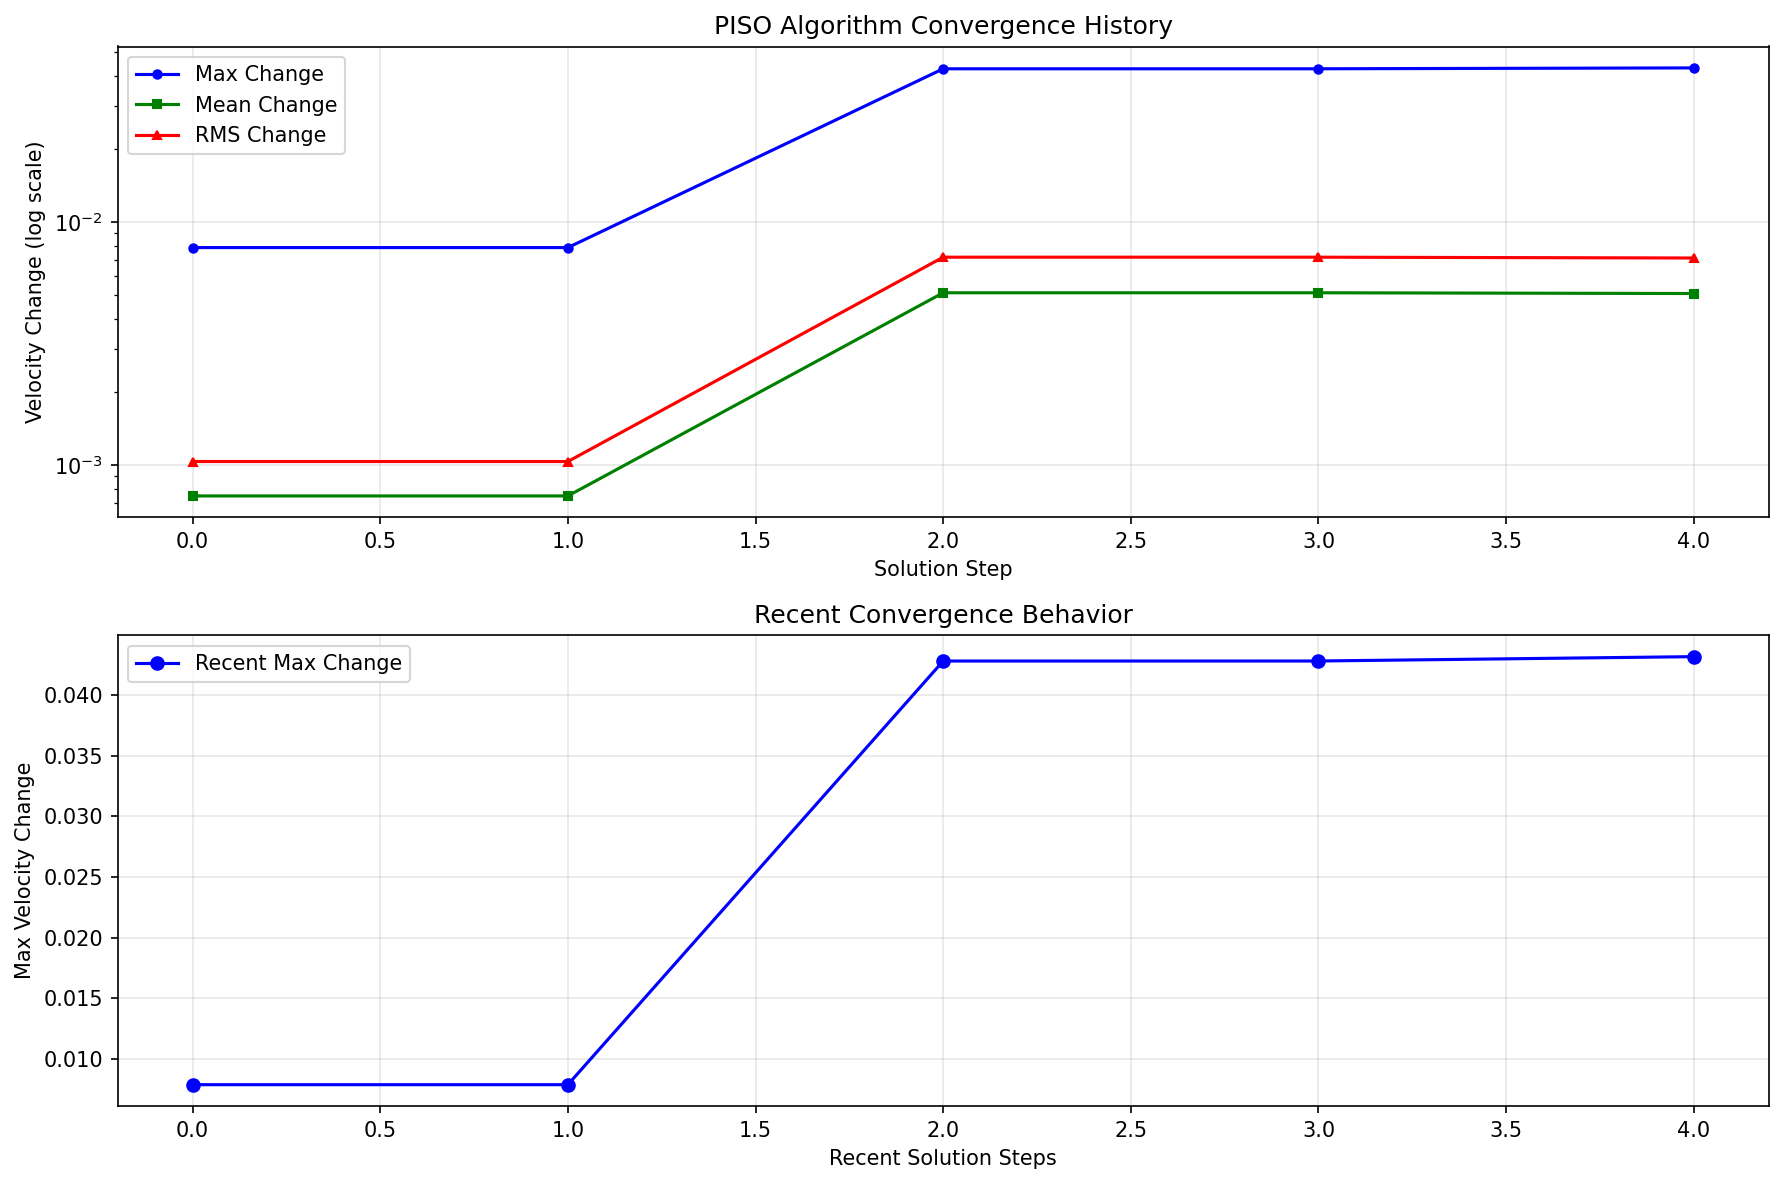 PISO Algorithm Convergence History
Max Change
Mean Change
RMS Change
Velocity Change (log scale)
10⁻²
10⁻³
0.0 0.5 1.0 1.5 2.0 2.5 3.0 3.5 4.0
Solution Step
Recent Convergence Behavior
Recent Max Change
Max Velocity Change
0.040
0.035
0.030
0.025
0.020
0.015
0.010
0.0 0.5 1.0 1.5 2.0 2.5 3.0 3.5 4.0
Recent Solution Steps